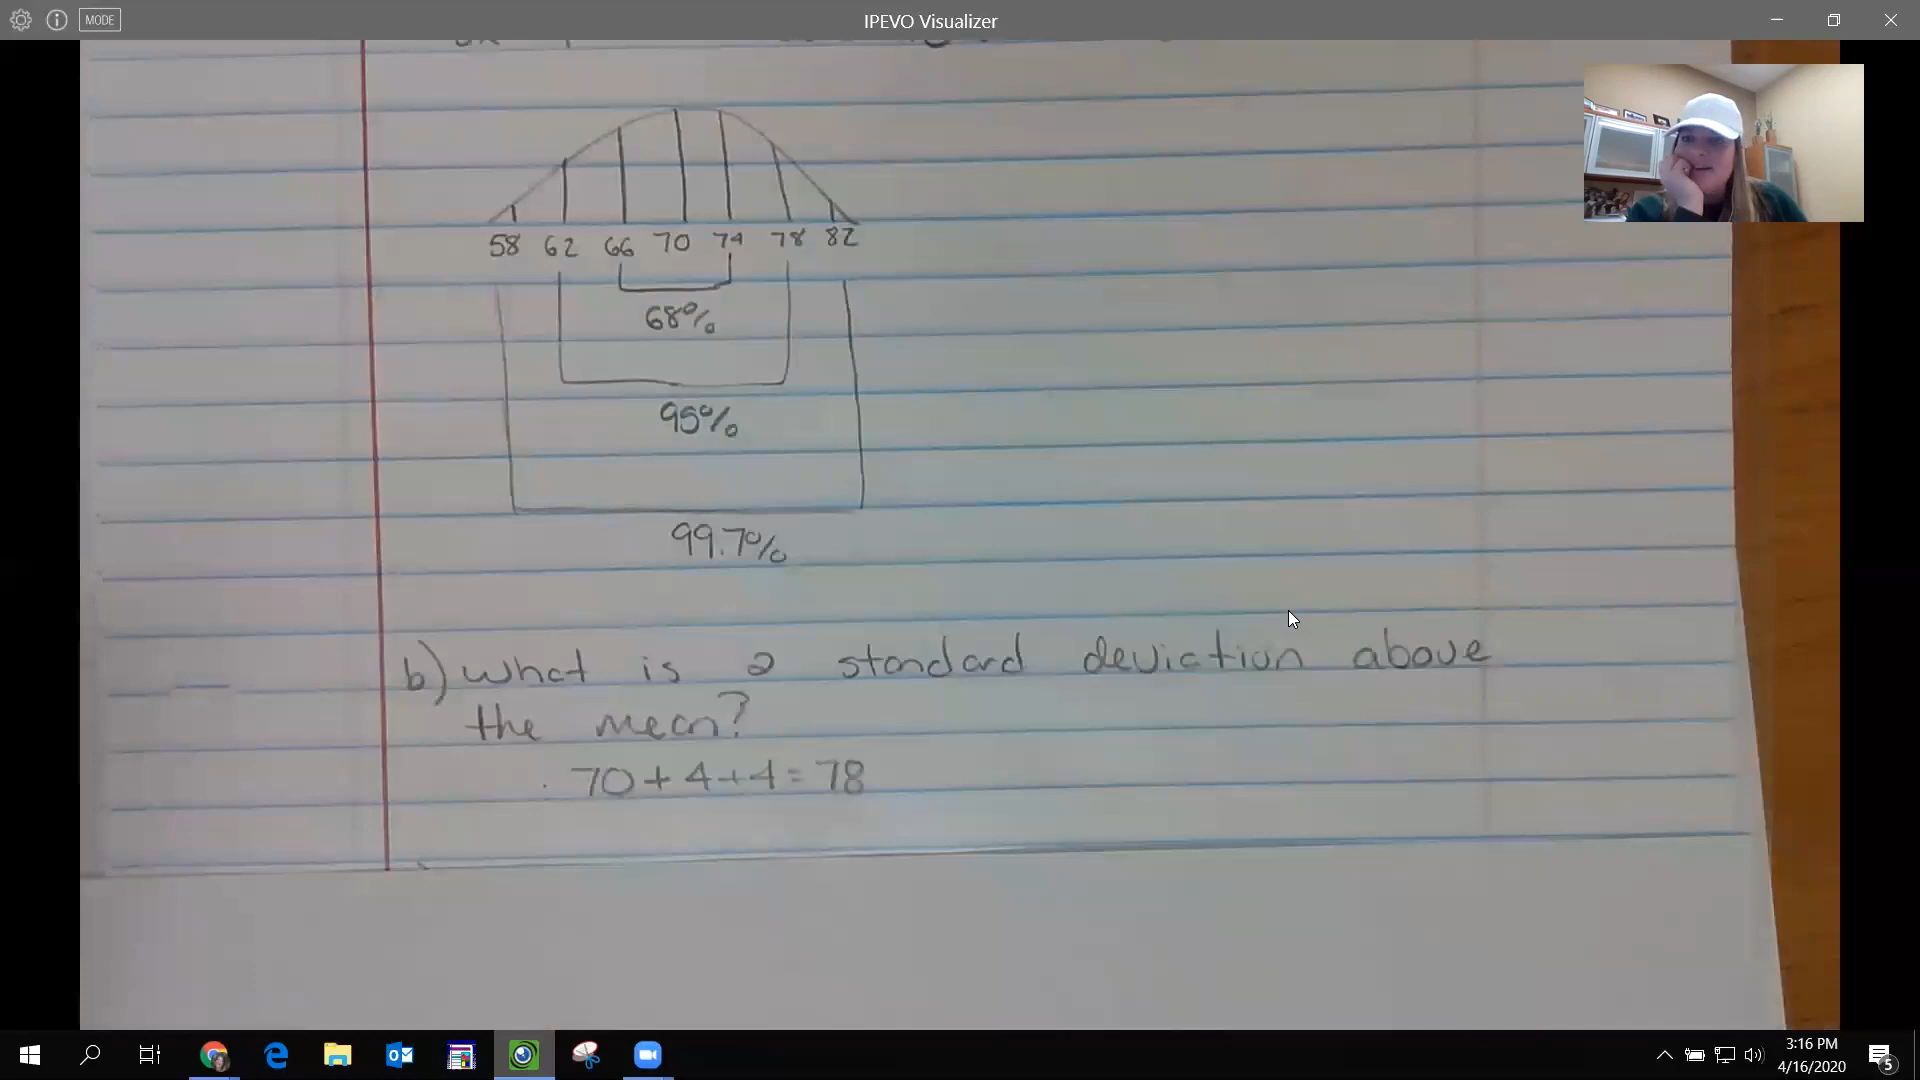 MODE
IPEVO Visualizer
58 62 66 70 74 78 82
68%
95%
99.7%
b) What is 2 standard deviation above
the mean?
70+4+4=78
3:16 PM
4/16/2020
5